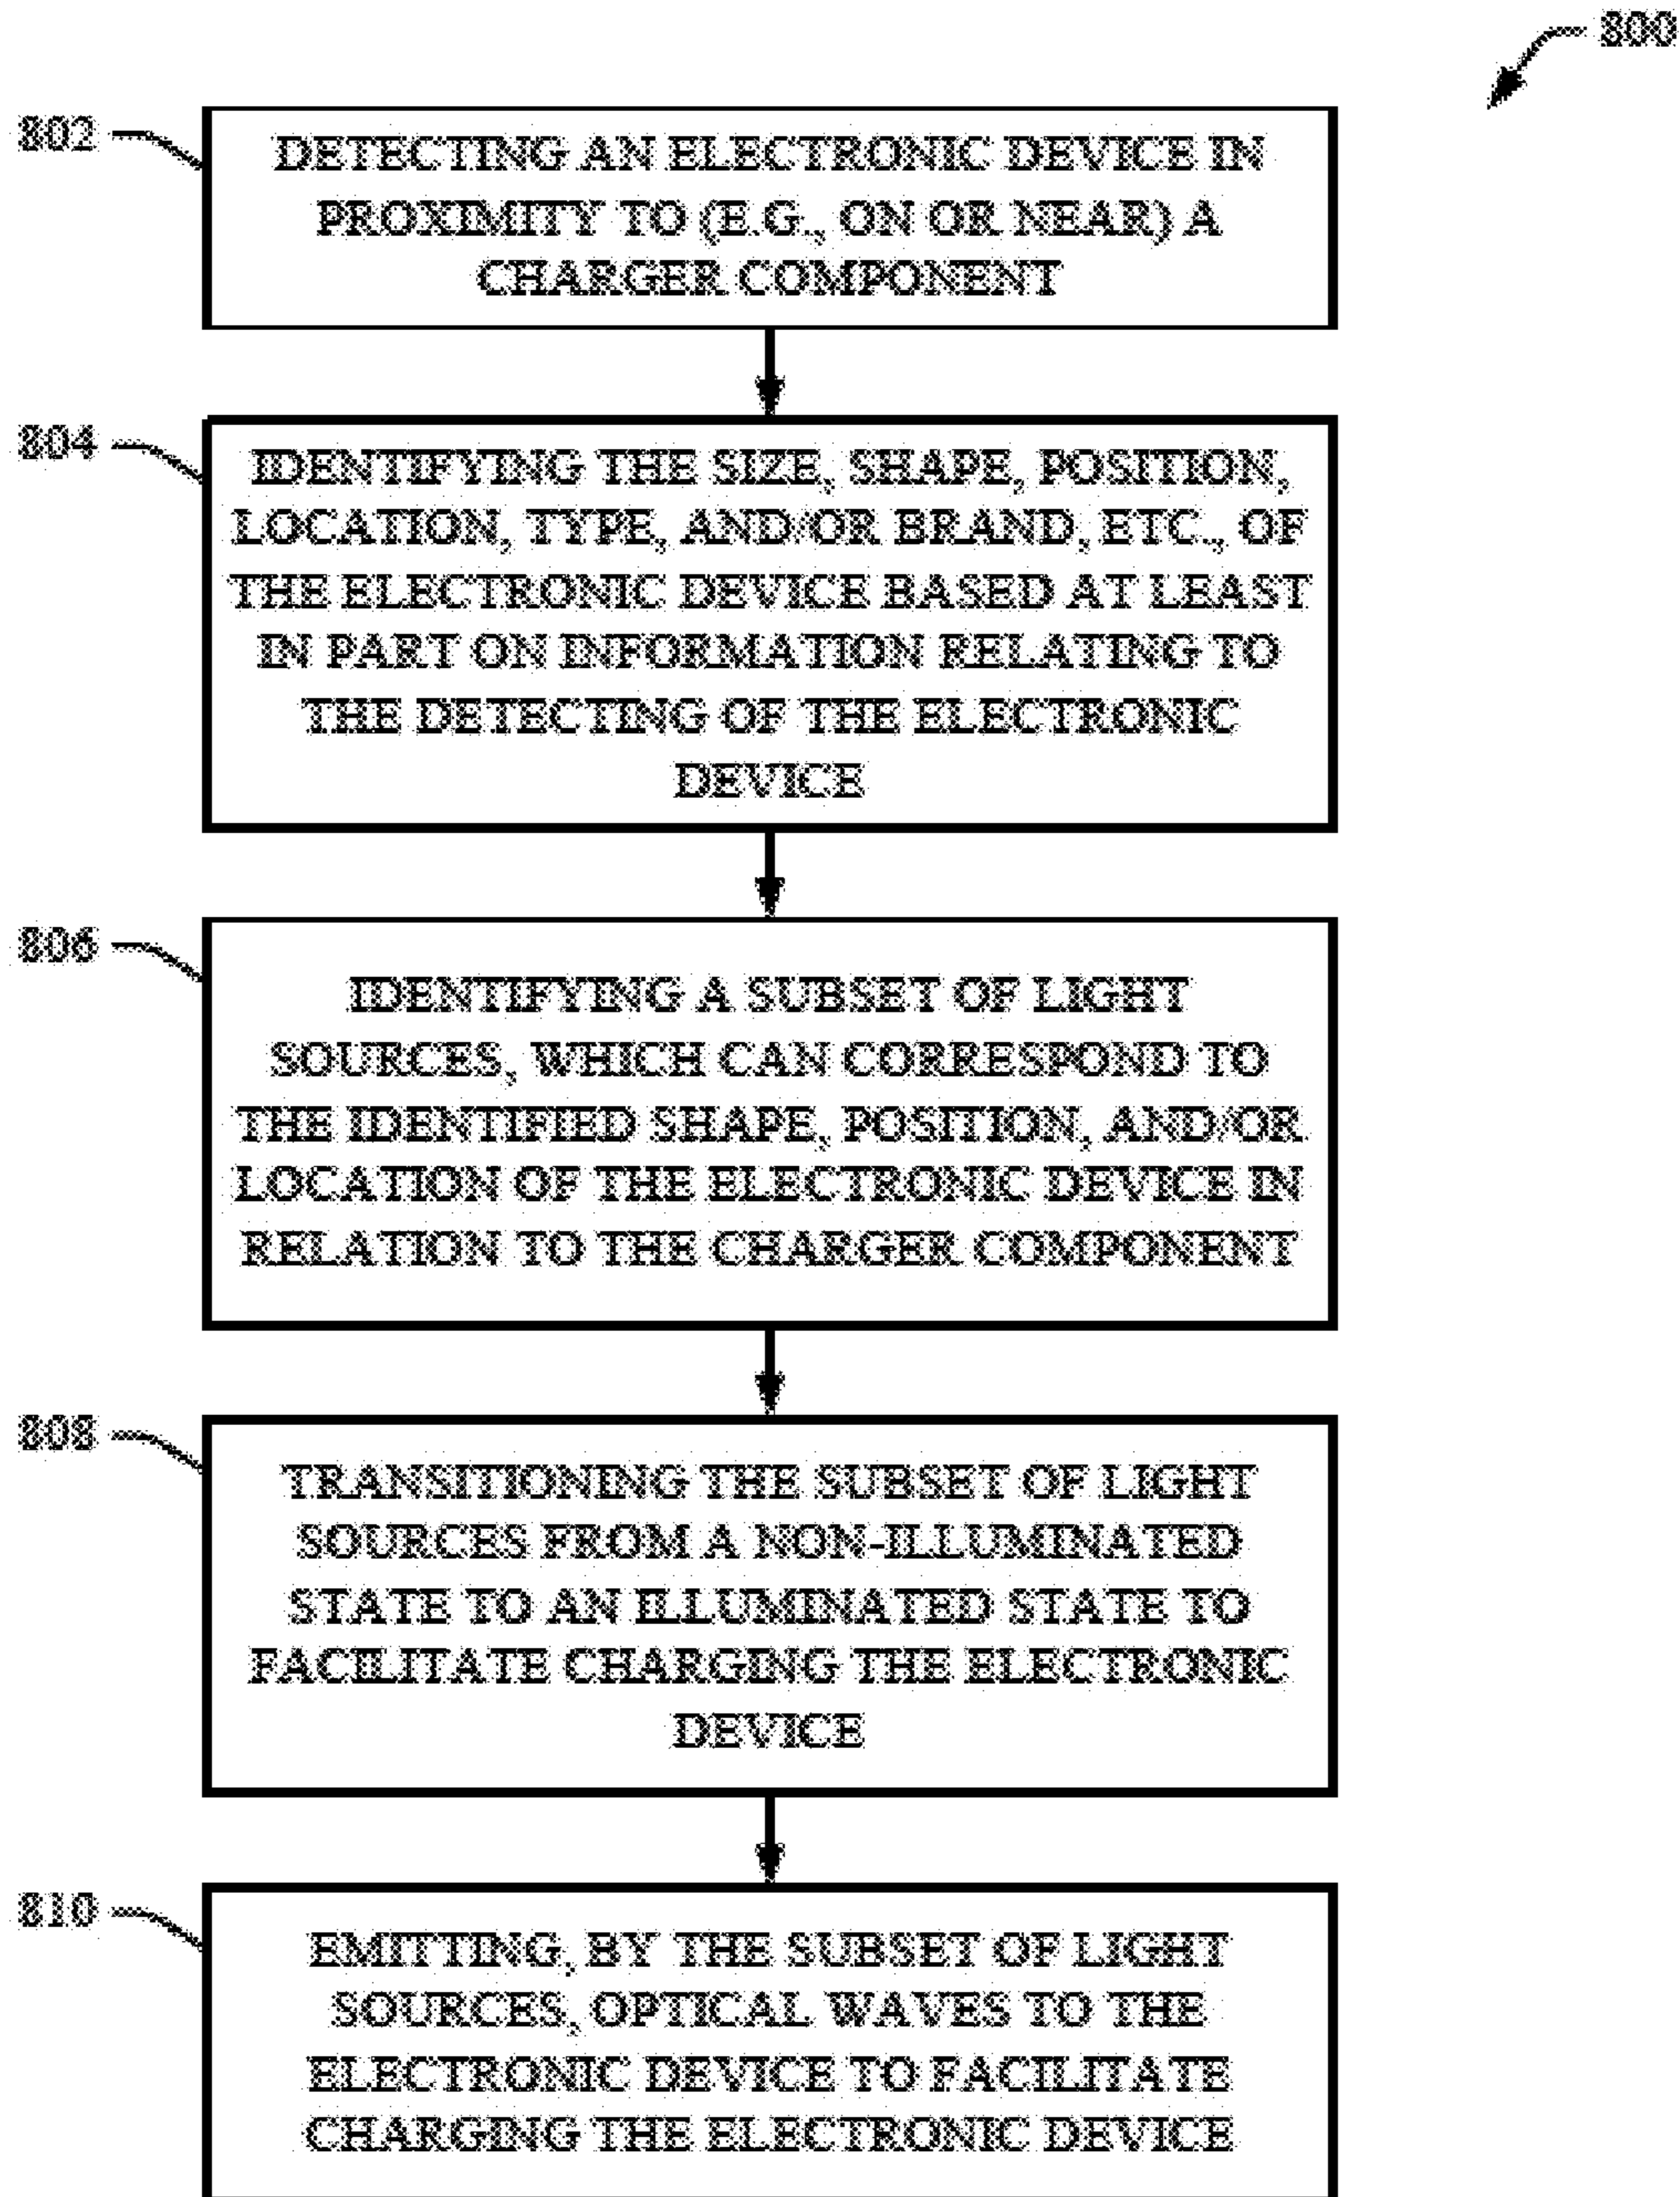 800
802
DETECTING AN ELECTRONIC DEVICE IN
PROXIMITY TO (E.G., ON OR NEAR) A
CHARGER COMPONENT
804
IDENTIFYING THE SIZE, SHAPE, POSITION,
LOCATION, TYPE, AND/OR BRAND, ETC., OF
THE ELECTRONIC DEVICE BASED AT LEAST
IN PART ON INFORMATION RELATING TO
THE DETECTING OF THE ELECTRONIC
DEVICE
806
IDENTIFYING A SUBSET OF LIGHT
SOURCES, WHICH CAN CORRESPOND TO
THE IDENTIFIED SHAPE, POSITION, AND/OR
LOCATION OF THE ELECTRONIC DEVICE IN
RELATION TO THE CHARGER COMPONENT
808
TRANSITIONING THE SUBSET OF LIGHT
SOURCES FROM A NON-ILLUMINATED
STATE TO AN ILLUMINATED STATE TO
FACILITATE CHARGING THE ELECTRONIC
DEVICE
810
EMITTING, BY THE SUBSET OF LIGHT
SOURCES, OPTICAL WAVES TO THE
ELECTRONIC DEVICE TO FACILITATE
CHARGING THE ELECTRONIC DEVICE